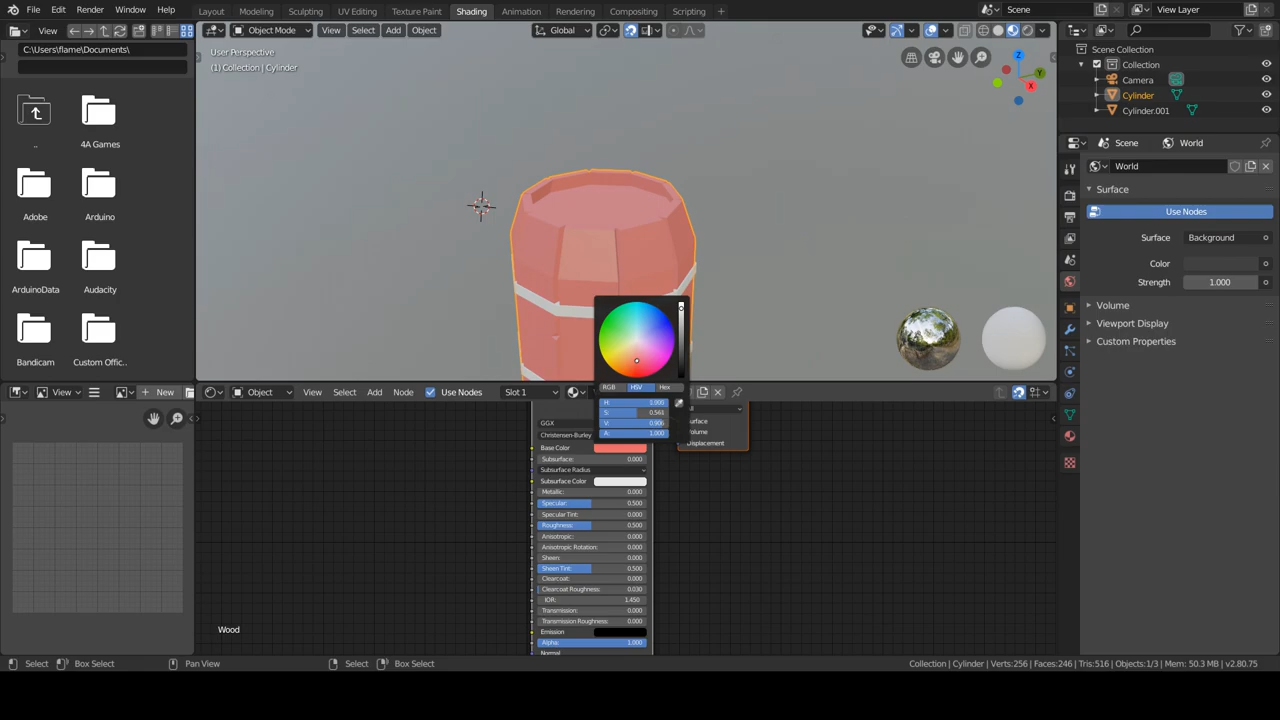 File Edit Render Window Help Layout Modeling Sculpting UV Editing Texture Paint Shading Animation Rendering Compositing Scripting
Scene
View Layer
View
Object Mode View Select Add Object
Global
C:\Users\flame\Documents\
..
4A Games
Adobe
Arduino
ArduinoData
Audacity
Bandicam
Custom Offic...
User Perspective
(1) Collection | Cylinder
Z
Y
X
Scene Collection
Collection
Camera
Cylinder
Cylinder.001
Scene
World
World
Surface
Use Nodes
Surface Background
Color
Strength 1.000
Volume
Viewport Display
Custom Properties
RGB HSV Hex
H: 1.000
S: 0.561
V: 0.906
A: 1.000
View
New
Object View Select Add Node Use Nodes Slot 1
Surface
Volume
Displacement
GGX
Christensen-Burley
Base Color
Subsurface: 0.000
Subsurface Radius
Subsurface Color
Metallic: 0.000
Specular: 0.500
Specular Tint: 0.000
Roughness: 0.500
Anisotropic: 0.000
Anisotropic Rotation: 0.000
Sheen: 0.000
Sheen Tint: 0.500
Clearcoat: 0.000
Clearcoat Roughness: 0.030
IOR: 1.450
Transmission: 0.000
Transmission Roughness: 0.000
Emission
Alpha: 1.000
Normal
Wood
Select Box Select Pan View Select Box Select
Collection | Cylinder | Verts:256 | Faces:246 | Tris:516 | Objects:1/3 | Mem: 50.3 MB | v2.80.75